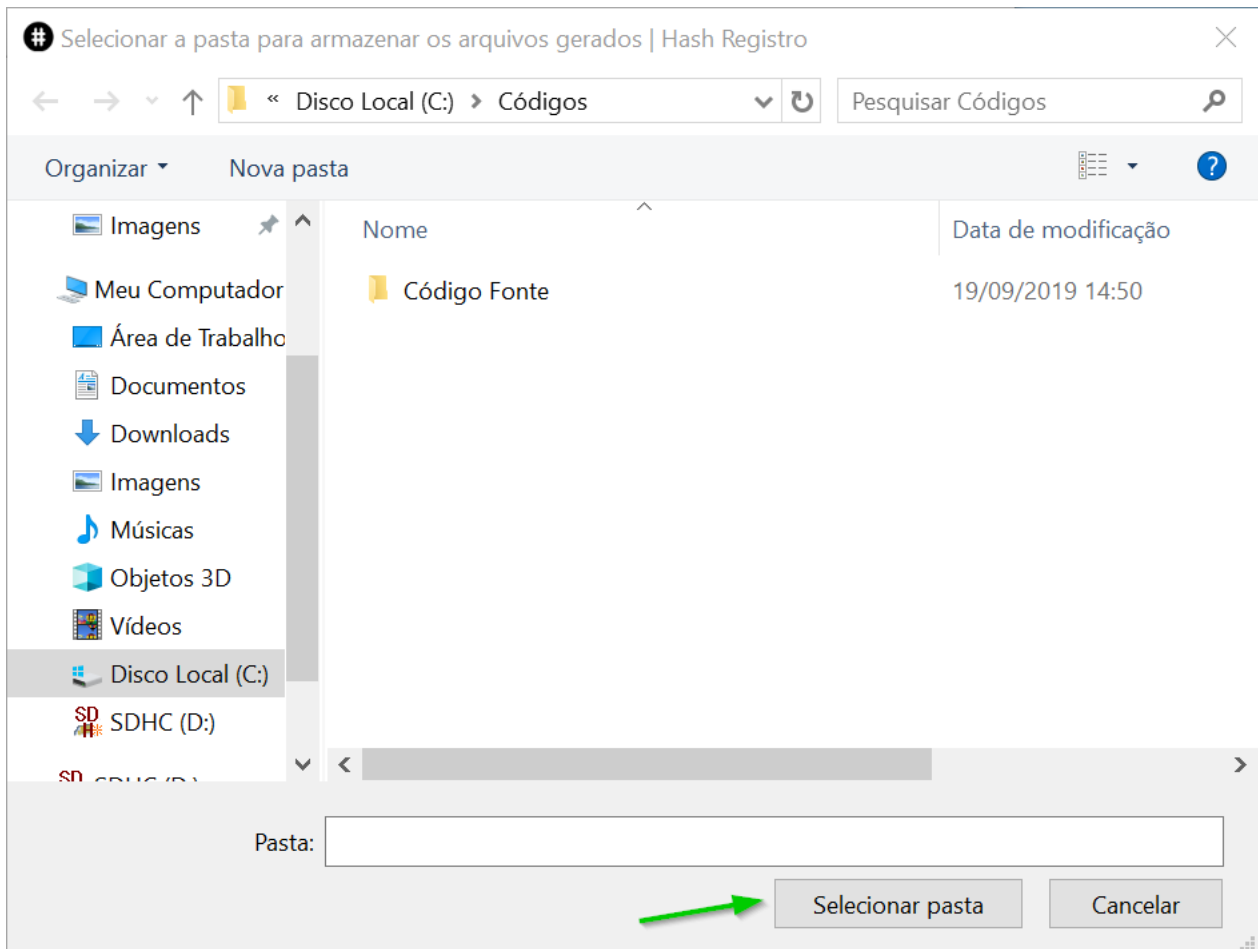 Selecionar a pasta para armazenar os arquivos gerados | Hash Registro
« Disco Local (C:) > Códigos
Pesquisar Códigos
Organizar
Nova pasta
Imagens
Meu Computador
Área de Trabalho
Documentos
Downloads
Imagens
Músicas
Objetos 3D
Vídeos
Disco Local (C:)
SDHC (D:)
Nome
Data de modificação
Código Fonte
19/09/2019 14:50
Pasta:
Selecionar pasta
Cancelar